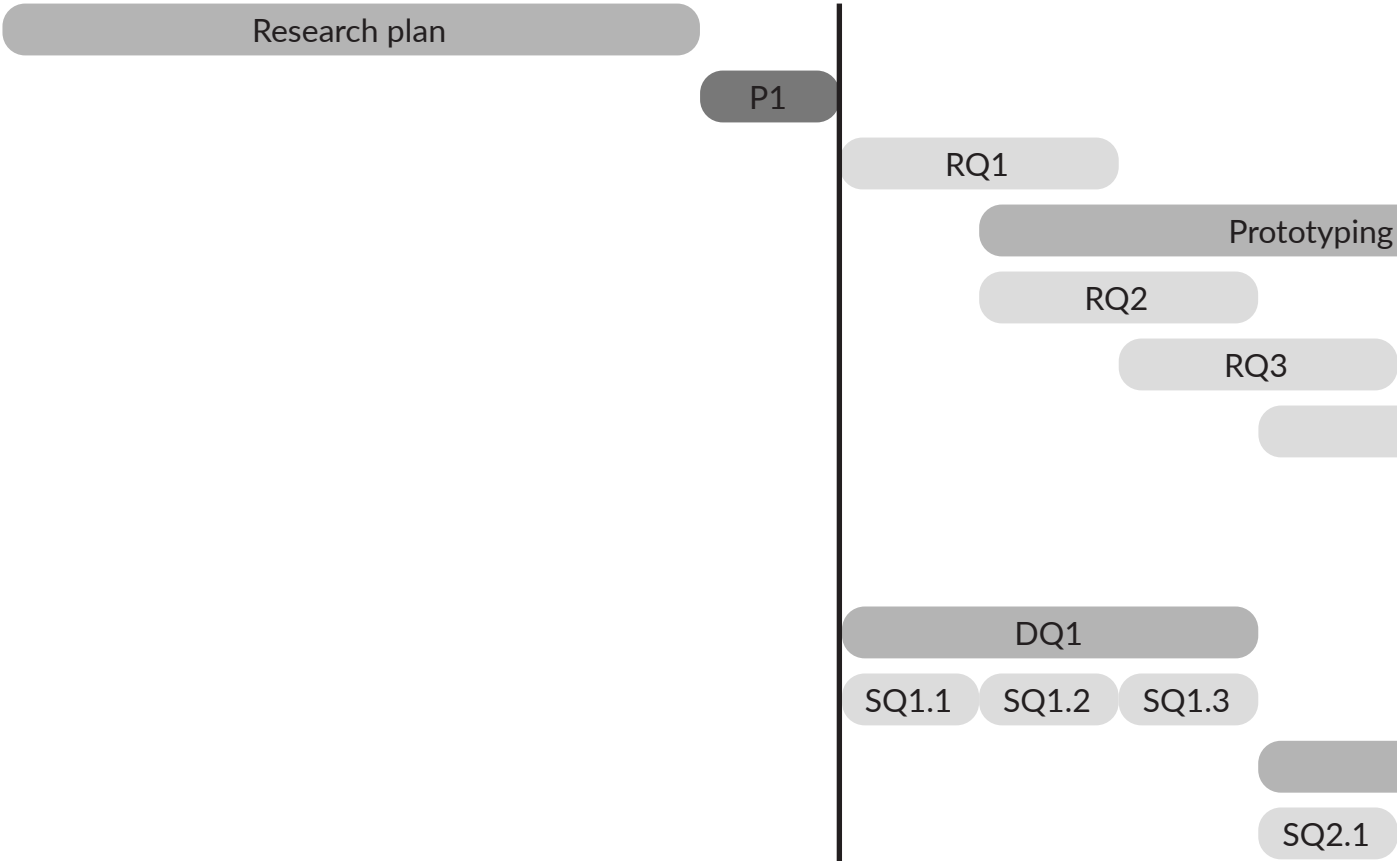 Research plan
P1
RQ1
Prototyping
RQ2
RQ3
DQ1
SQ1.1 SQ1.2 SQ1.3
SQ2.1